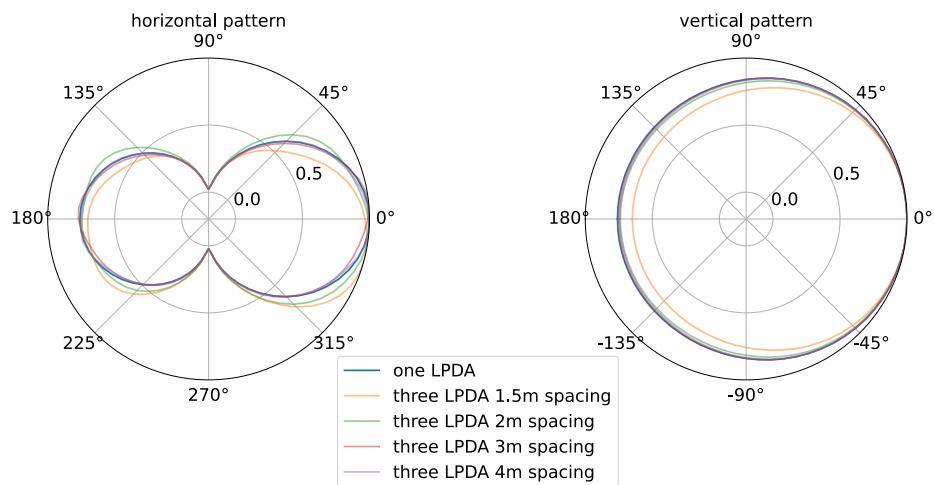 horizontal pattern
90°
135°
45°
180°
0.0
0.5
0°
225°
315°
270°
vertical pattern
90°
135°
45°
180°
0.0
0.5
0°
-135°
-45°
-90°
one LPDA
three LPDA 1.5m spacing
three LPDA 2m spacing
three LPDA 3m spacing
three LPDA 4m spacing